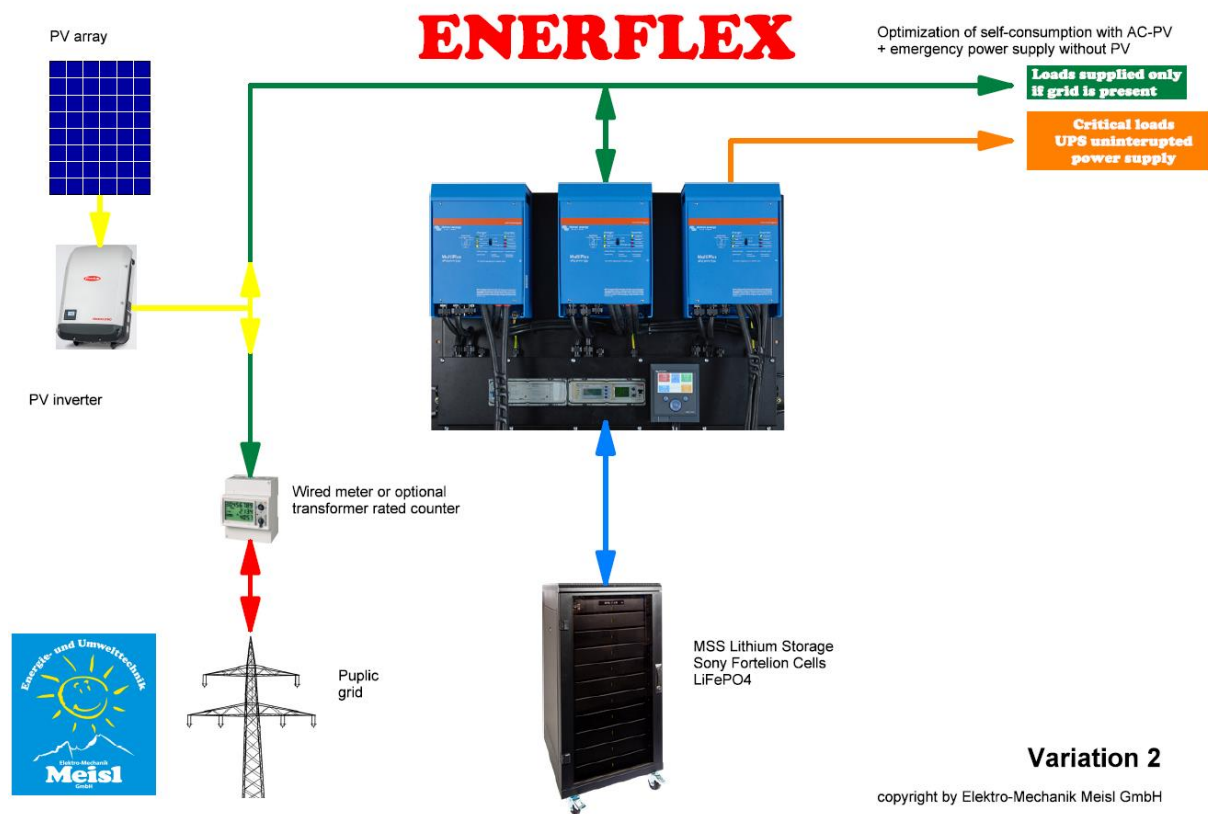 ENERFLEX
PV array
Optimization of self-consumption with AC-PV
+ emergency power supply without PV
Loads supplied only
if grid is present
Critical loads
UPS uninterupted
power supply
PV inverter
Wired meter or optional
transformer rated counter
MSS Lithium Storage
Sony Fortelion Cells
LiFePO4
Puplic
grid
Energie- und Umwelttechnik
Elektro-Mechanik
Meisl
GmbH
Variation 2
copyright by Elektro-Mechanik Meisl GmbH